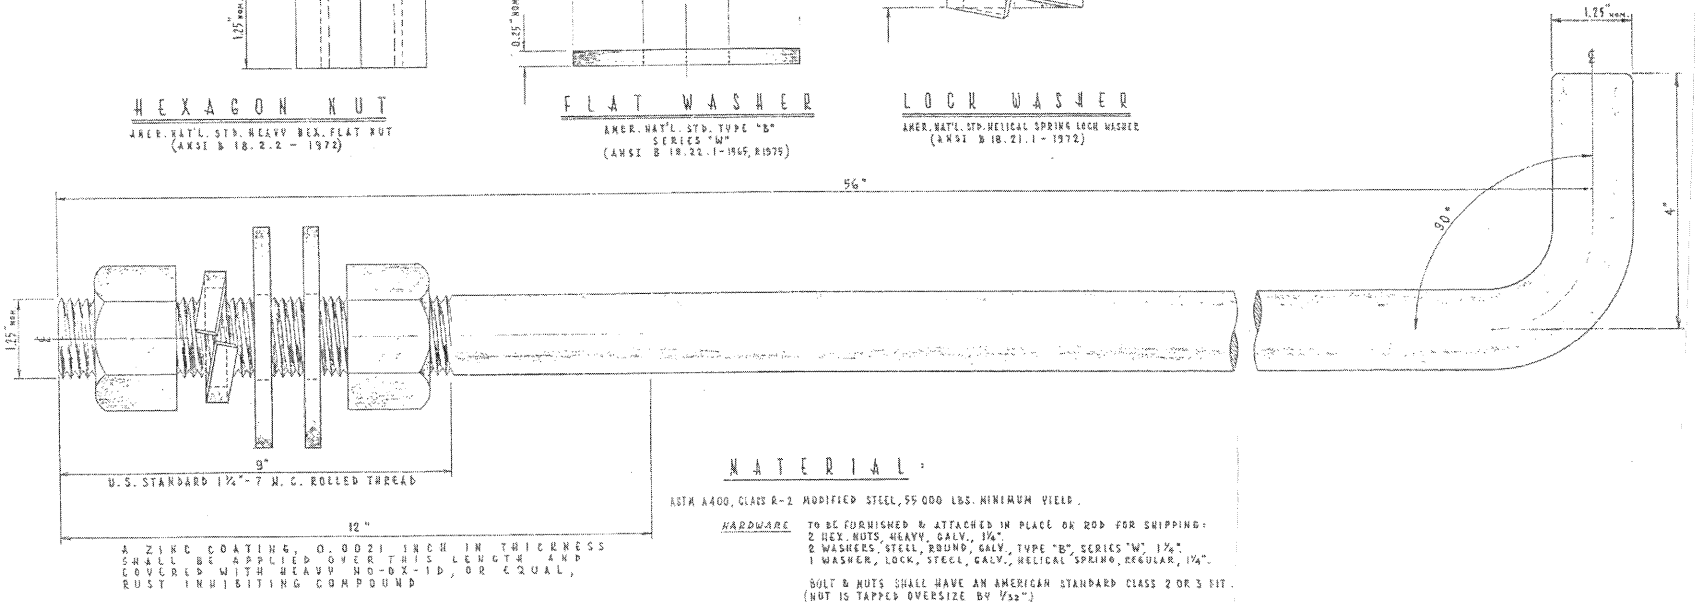 1.25" NOM.
0.25" NOM.
1.25" NOM.
HEXAGON NUT
AMER. NAT'L. STD. HEAVY HEX. FLAT NUT
(ANSI B 18.2.2 - 1972)
FLAT WASHER
AMER. NAT'L. STD. TYPE "B"
SERIES "W"
(ANSI B 18.22.1-1965, R1975)
LOCK WASHER
AMER. NAT'L. STD. HELICAL SPRING LOCK WASHER
(ANSI B 18.21.1 - 1972)
56"
90°
4"
1.25" NOM.
9"
U.S. STANDARD 1¼"- 7 N.C. ROLLED THREAD
12"
A ZINC COATING, 0.0021 INCH IN THICKNESS
SHALL BE APPLIED OVER THIS LENGTH AND
COVERED WITH HEAVY NO-OX-ID, OR EQUAL,
RUST INHIBITING COMPOUND
MATERIAL:
ASTM A400, CLASS R-2 MODIFIED STEEL, 55 000 LBS. MINIMUM YIELD.
HARDWARE TO BE FURNISHED & ATTACHED IN PLACE ON ROD FOR SHIPPING:
2 HEX. NUTS, HEAVY, GALV., 1¼".
2 WASHERS, STEEL, ROUND, GALV., TYPE "B", SERIES "W", 1¼".
1 WASHER, LOCK, STEEL, GALV., HELICAL SPRING, REGULAR, 1¼".
BOLT & NUTS SHALL HAVE AN AMERICAN STANDARD CLASS 2 OR 3 FIT.
(NUT IS TAPPED OVERSIZE BY 1/32")